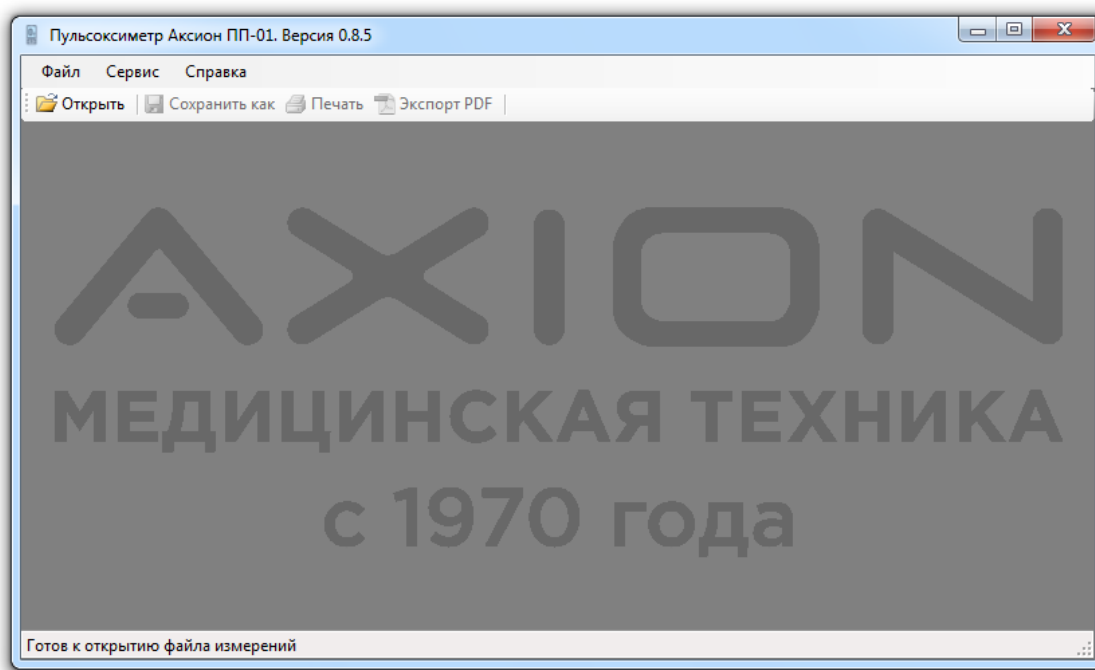 Пульсоксиметр Аксион ПП-01. Версия 0.8.5
Файл Сервис Справка
Открыть Сохранить как Печать Экспорт PDF
AXION
МЕДИЦИНСКАЯ ТЕХНИКА
с 1970 года
Готов к открытию файла измерений